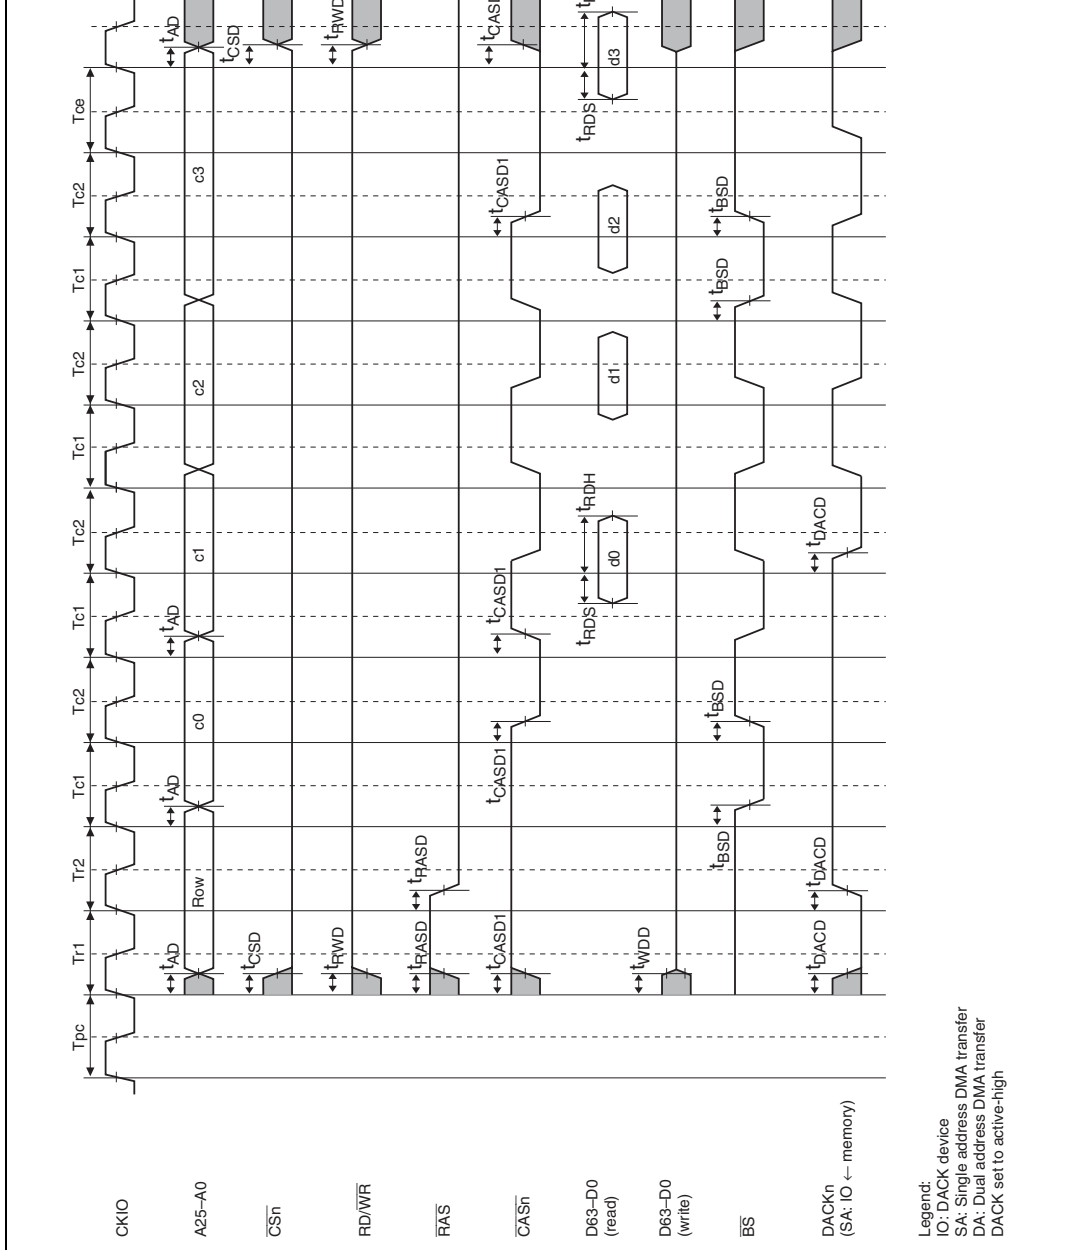 Tpc Tr1 Tr2 Tc1 Tc2 Tc1 Tc2 Tc1 Tc2 Tc1 Tc2 Tce
CKIO
A25–A0
tAD Row tAD c0 tAD c1 c2 c3 tAD
CSn
tCSD tCSD
RD/WR
tRWD tRWD
RAS
tRASD tRASD
CASn
tCASD1 tCASD1 tCASD1 tCASD1
D63–D0
(read)
tRDS d0 tRDH d1 d2 tRDS d3
D63–D0
(write)
tWDD
BS
tBSD tBSD tBSD tBSD
DACKn
(SA: IO ← memory)
tDACD tDACD tDACD
Legend:
IO: DACK device
SA: Single address DMA transfer
DA: Dual address DMA transfer
DACK set to active-high